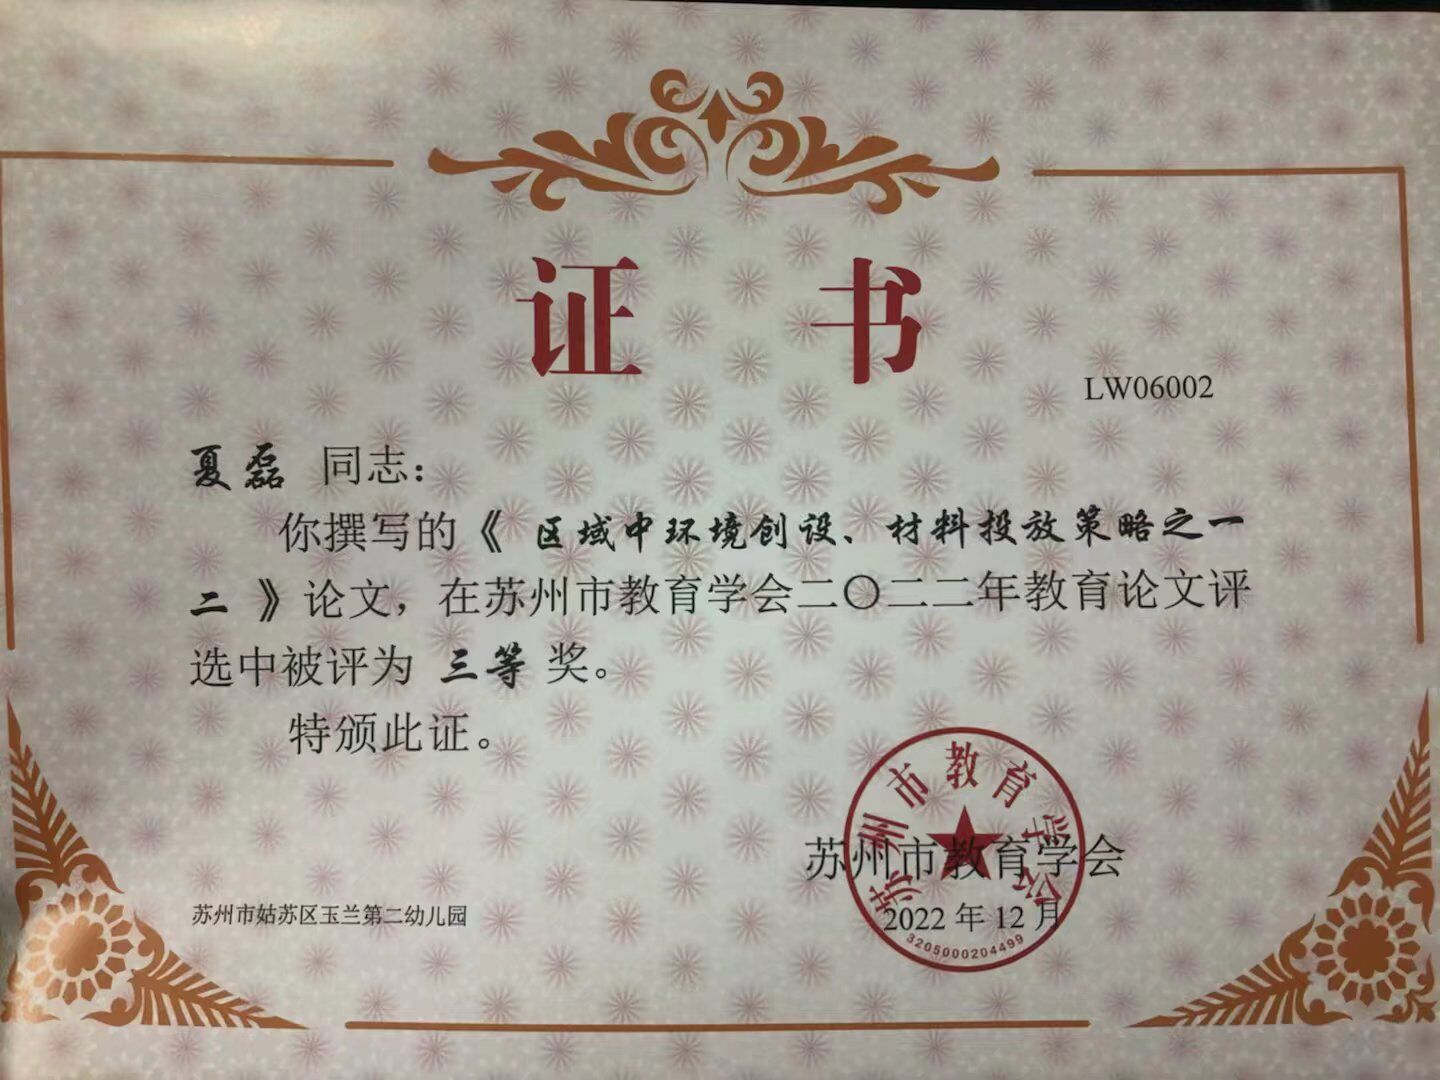 证 书
LW06002
夏磊 同志：
你撰写的《 区域中环境创设、材料投放策略之一
二 》论文，在苏州市教育学会二〇二二年教育论文评
选中被评为 三等 奖。
特颁此证。
苏州市教育学会
苏州市教育学会
2022 年 12 月
3205000204499
苏州市姑苏区玉兰第二幼儿园